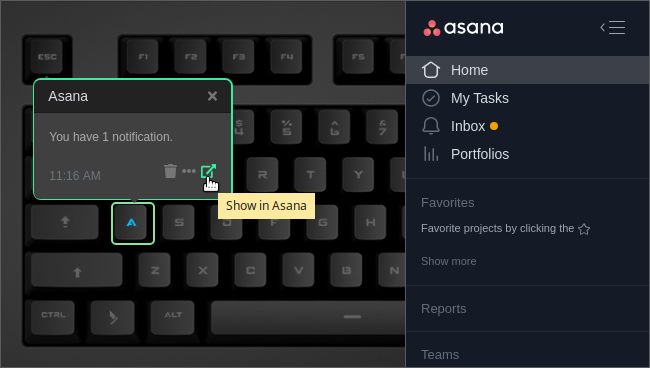 ESC
F1
F2
F3
F4
F5
Asana
You have 1 notification.
11:16 AM
Show in Asana
$
4
%
5
^
6
&
7
R
T
Y
A
S
D
F
G
H
Z
X
C
V
B
N
CTRL
ALT
asana
Home
My Tasks
Inbox
Portfolios
Favorites
Favorite projects by clicking the
Show more
Reports
Teams